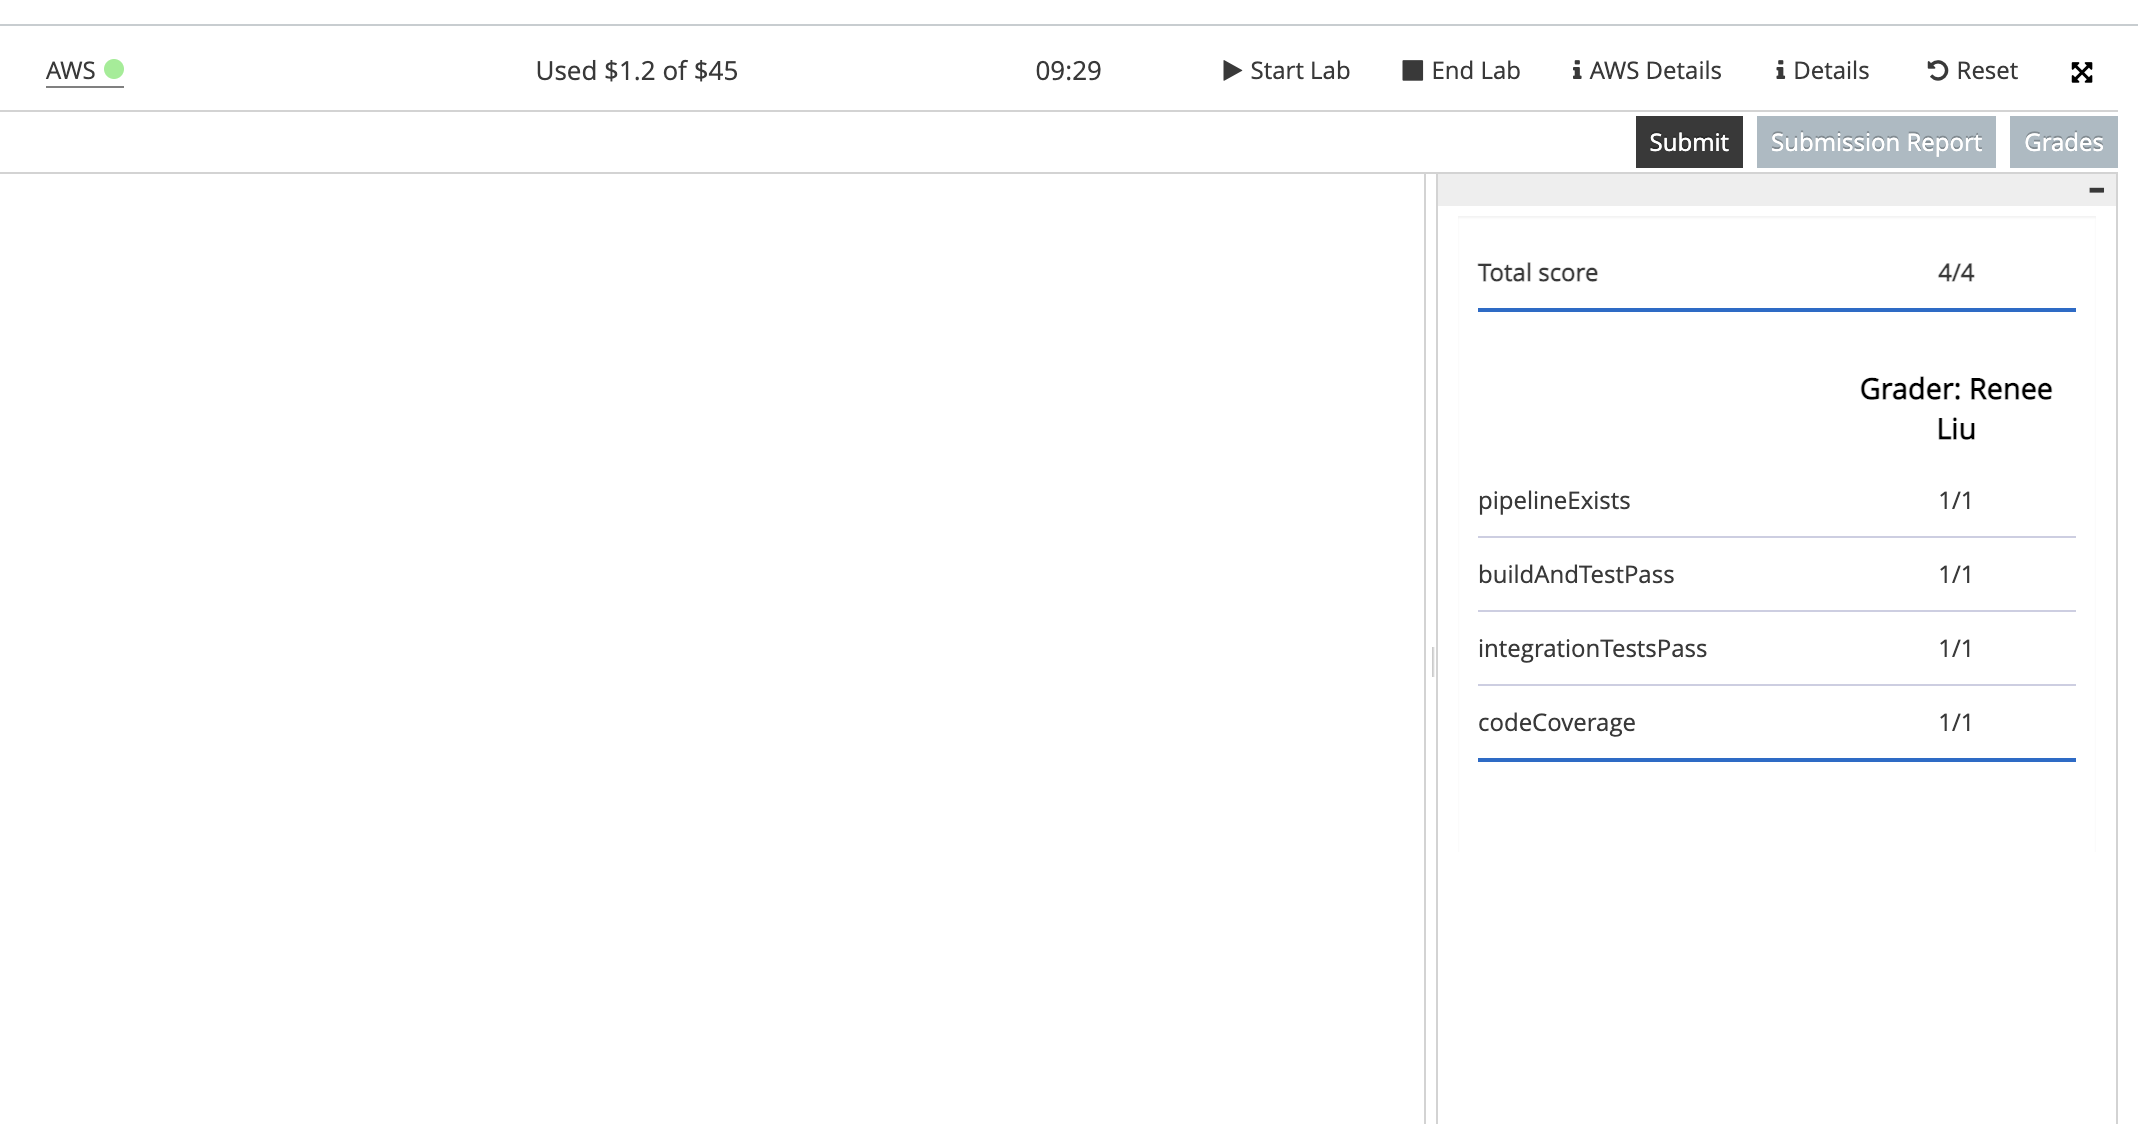 AWS
Used $1.2 of $45
09:29
Start Lab
End Lab
AWS Details
Details
Reset
Submit
Submission Report
Grades
Total score 4/4
Grader: Renee
Liu
pipelineExists 1/1
buildAndTestPass 1/1
integrationTestsPass 1/1
codeCoverage 1/1